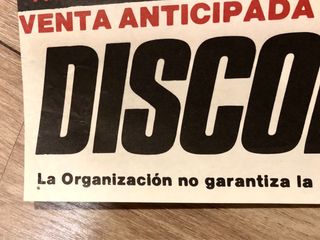 VENTA ANTICIPADA
DISCO
La Organización no garantiza la